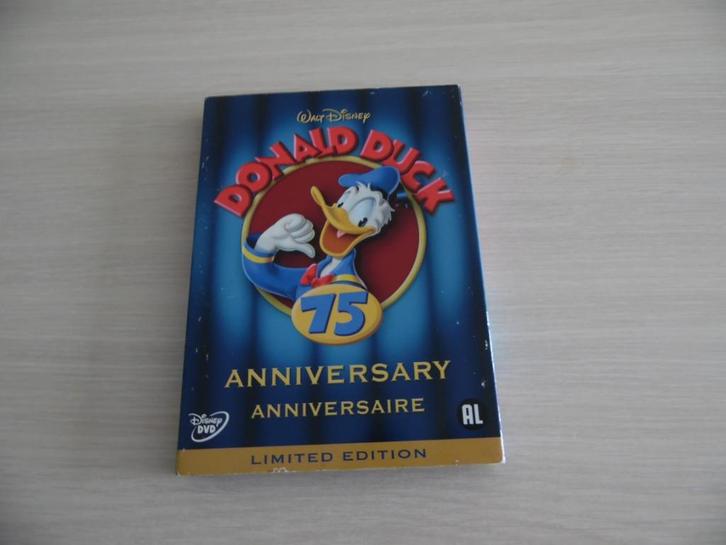 Walt Disney
DONALD DUCK
75
ANNIVERSARY
ANNIVERSAIRE
Disney
DVD
AL
LIMITED EDITION